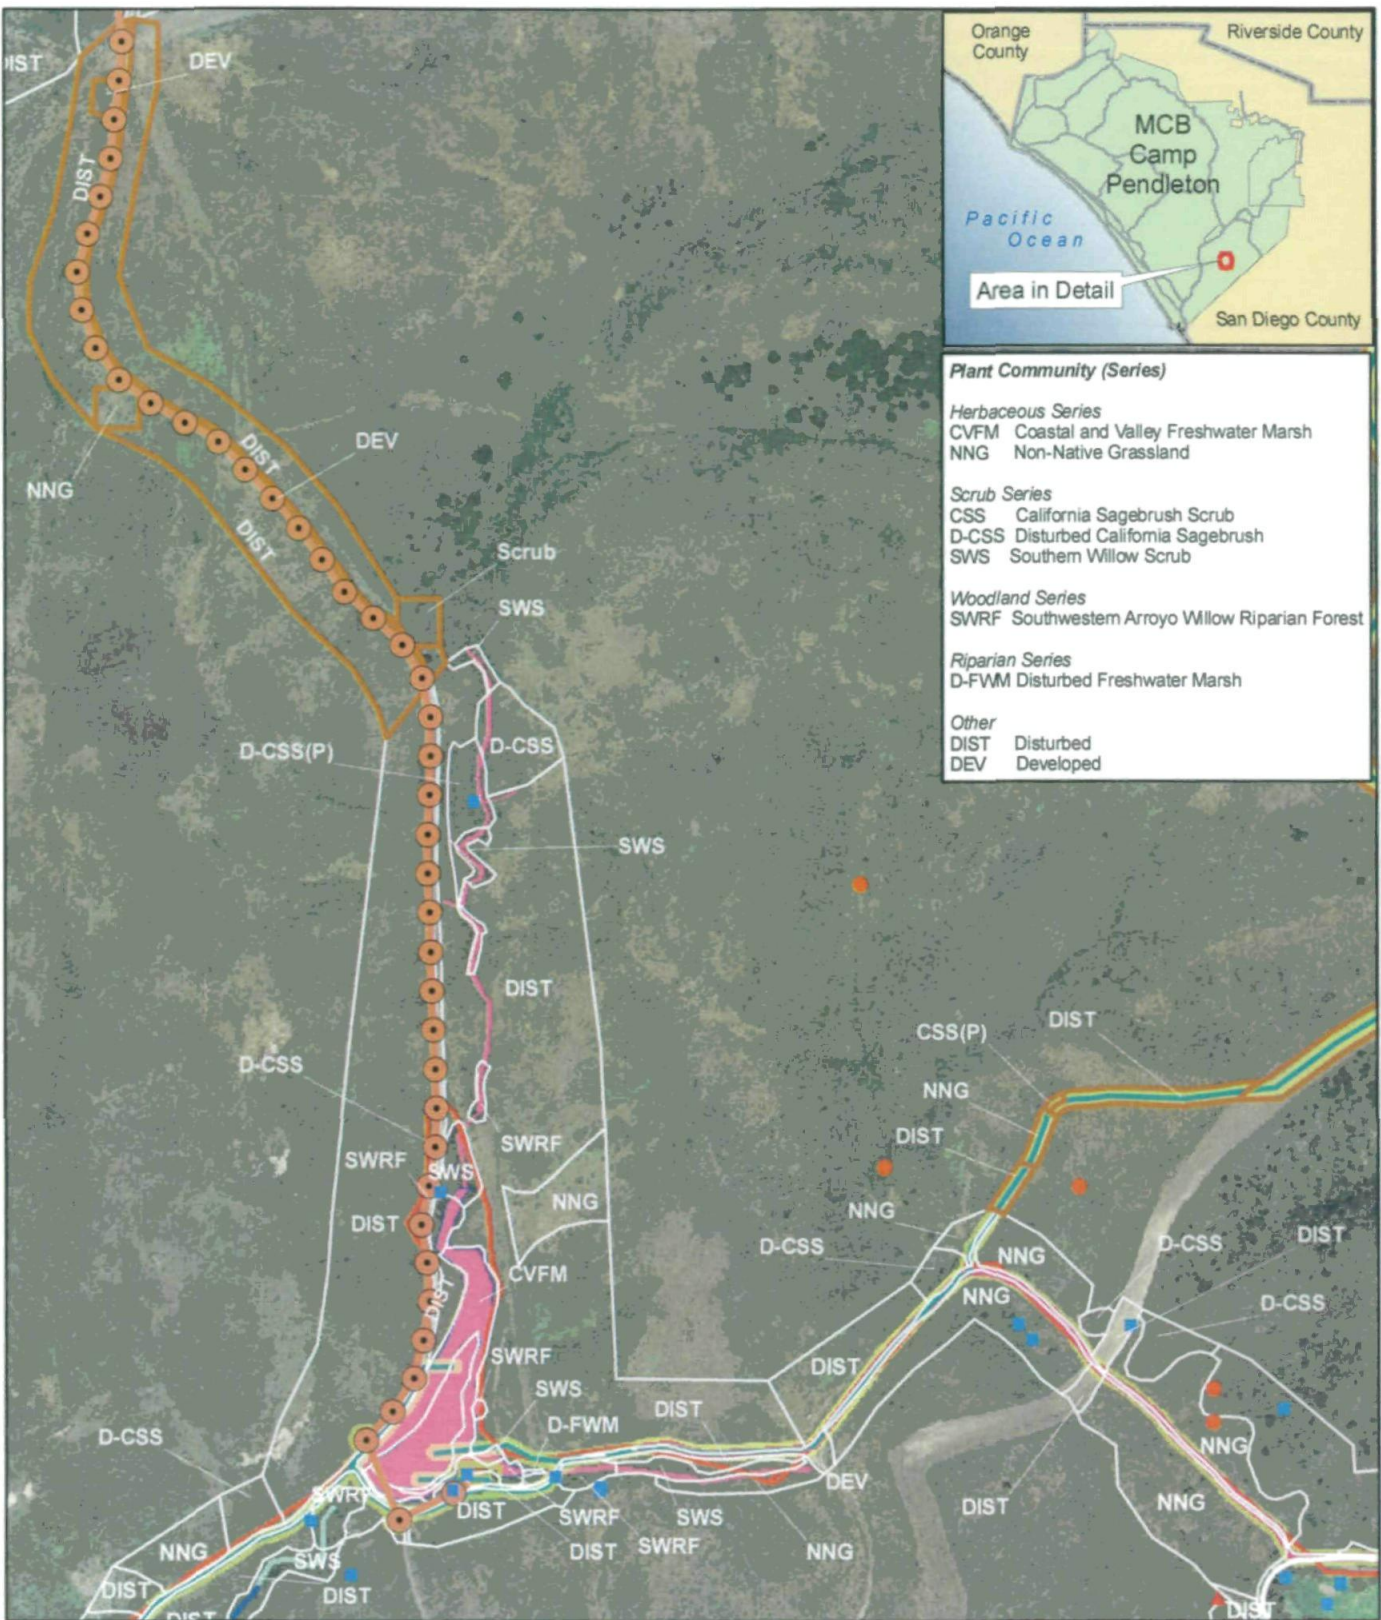 Orange
County
Riverside County
MCB
Camp
Pendleton
Pacific
Ocean
Area in Detail
San Diego County
Plant Community (Series)
Herbaceous Series
CVFM Coastal and Valley Freshwater Marsh
NNG Non-Native Grassland
Scrub Series
CSS California Sagebrush Scrub
D-CSS Disturbed California Sagebrush
SWS Southern Willow Scrub
Woodland Series
SWRF Southwestern Arroyo Willow Riparian Forest
Riparian Series
D-FWM Disturbed Freshwater Marsh
Other
DIST Disturbed
DEV Developed
DIST
DEV
DIST
DEV
DIST
NNG
DIST
Scrub
SWS
D-CSS(P)
D-CSS
SWS
DIST
CSS(P)
DIST
D-CSS
NNG
DIST
SWRF
SWRF
SWS
NNG
DIST
NNG
D-CSS
NNG
D-CSS
DIST
CVFM
DIST
NNG
D-CSS
SWRF
DIST
SWS
D-FWM
DIST
D-CSS
NNG
DEV
SWRF
DIST
SWRF
SWS
DIST
NNG
NNG
SWS
DIST
SWRF
NNG
DIST
DIST
DIST
DIST